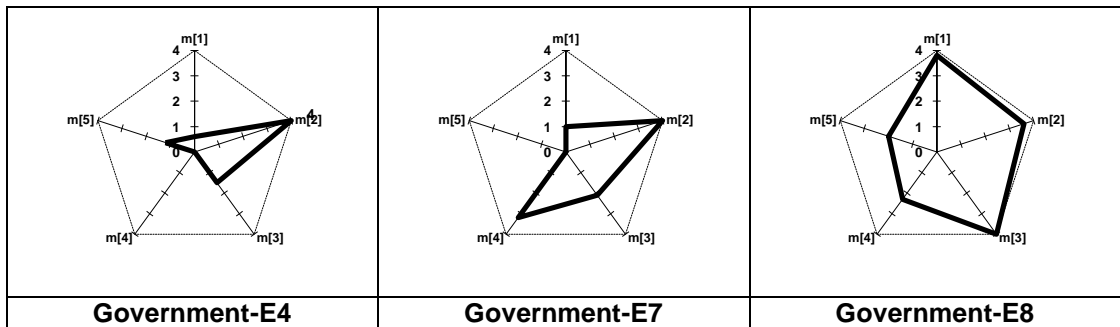 m[1]
4
3
2
1
0
m[5]
4
m[2]
m[4]
m[3]
Government-E4
m[1]
4
3
2
1
0
m[5]
m[2]
m[4]
m[3]
Government-E7
m[1]
4
3
2
1
0
m[5]
m[2]
m[4]
m[3]
Government-E8